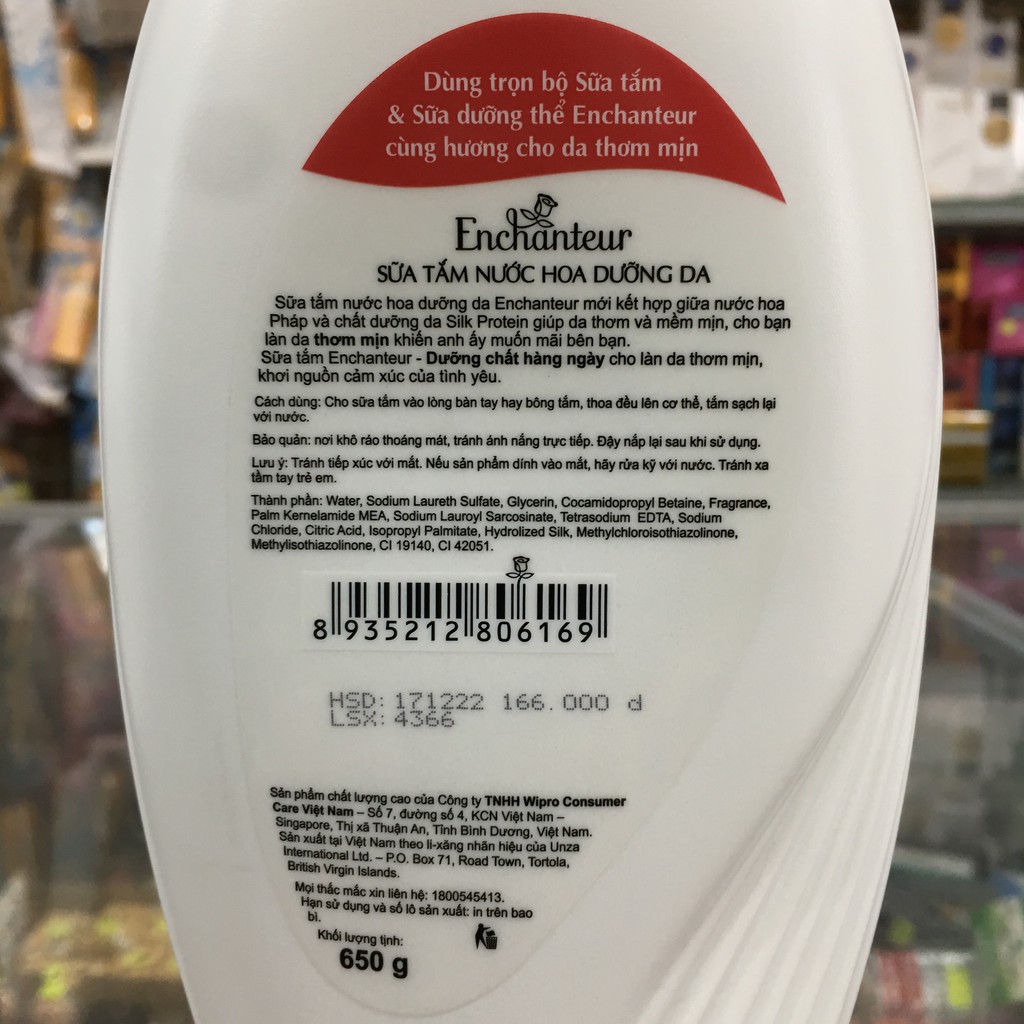 Dùng trọn bộ Sữa tắm
& Sữa dưỡng thể Enchanteur
cùng hương cho da thơm mịn
Enchanteur
SỮA TẮM NƯỚC HOA DƯỠNG DA
Sữa tắm nước hoa dưỡng da Enchanteur mới kết hợp giữa nước hoa
Pháp và chất dưỡng da Silk Protein giúp da thơm và mềm mịn, cho bạn
làn da thơm mịn khiến anh ấy muốn mãi bên bạn.
Sữa tắm Enchanteur - Dưỡng chất hàng ngày cho làn da thơm mịn,
khơi nguồn cảm xúc của tình yêu.
Cách dùng: Cho sữa tắm vào lòng bàn tay hay bông tắm, thoa đều lên cơ thể, tắm sạch lại
với nước.
Bảo quản: nơi khô ráo thoáng mát, tránh ánh nắng trực tiếp. Đậy nắp lại sau khi sử dụng.
Lưu ý: Tránh tiếp xúc với mắt. Nếu sản phẩm dính vào mắt, hãy rửa kỹ với nước. Tránh xa
tầm tay trẻ em.
Thành phần: Water, Sodium Laureth Sulfate, Glycerin, Cocamidopropyl Betaine, Fragrance,
Palm Kernelamide MEA, Sodium Lauroyl Sarcosinate, Tetrasodium EDTA, Sodium
Chloride, Citric Acid, Isopropyl Palmitate, Hydrolized Silk, Methylchloroisothiazolinone,
Methylisothiazolinone, CI 19140, CI 42051.
8 935212 806169
HSD: 171222 166.000 đ
LSX: 4366
Sản phẩm chất lượng cao của Công ty TNHH Wipro Consumer
Care Việt Nam – Số 7, đường số 4, KCN Việt Nam –
Singapore, Thị xã Thuận An, Tỉnh Bình Dương, Việt Nam.
Sản xuất tại Việt Nam theo li-xăng nhãn hiệu của Unza
International Ltd. – P.O. Box 71, Road Town, Tortola,
British Virgin Islands.
Mọi thắc mắc xin liên hệ: 1800545413.
Hạn sử dụng và số lô sản xuất: in trên bao
bì.
Khối lượng tịnh:
650 g